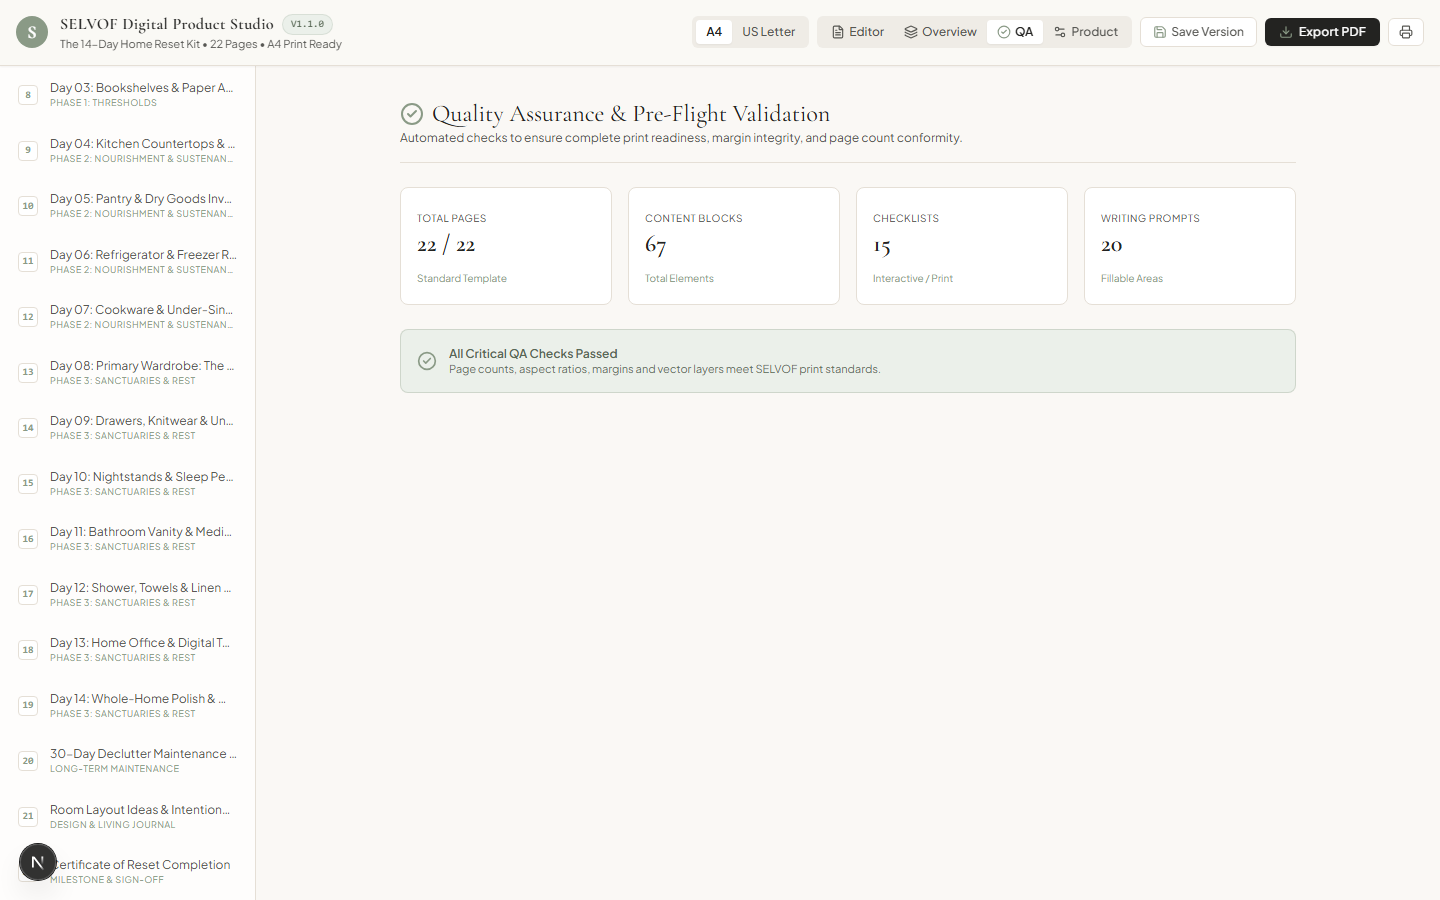 S
SELVOF Digital Product Studio V1.1.0
The 14-Day Home Reset Kit • 22 Pages • A4 Print Ready
A4 US Letter Editor Overview QA Product Save Version Export PDF
8 Day 03: Bookshelves & Paper A...
PHASE 1: THRESHOLDS
9 Day 04: Kitchen Countertops & ...
PHASE 2: NOURISHMENT & SUSTENAN...
10 Day 05: Pantry & Dry Goods Inv...
PHASE 2: NOURISHMENT & SUSTENAN...
11 Day 06: Refrigerator & Freezer R...
PHASE 2: NOURISHMENT & SUSTENAN...
12 Day 07: Cookware & Under-Sin...
PHASE 2: NOURISHMENT & SUSTENAN...
13 Day 08: Primary Wardrobe: The ...
PHASE 3: SANCTUARIES & REST
14 Day 09: Drawers, Knitwear & Un...
PHASE 3: SANCTUARIES & REST
15 Day 10: Nightstands & Sleep Pe...
PHASE 3: SANCTUARIES & REST
16 Day 11: Bathroom Vanity & Medi...
PHASE 3: SANCTUARIES & REST
17 Day 12: Shower, Towels & Linen ...
PHASE 3: SANCTUARIES & REST
18 Day 13: Home Office & Digital T...
PHASE 3: SANCTUARIES & REST
19 Day 14: Whole-Home Polish & ...
PHASE 3: SANCTUARIES & REST
20 30-Day Declutter Maintenance ...
LONG-TERM MAINTENANCE
21 Room Layout Ideas & Intention...
DESIGN & LIVING JOURNAL
N Certificate of Reset Completion
MILESTONE & SIGN-OFF
Quality Assurance & Pre-Flight Validation
Automated checks to ensure complete print readiness, margin integrity, and page count conformity.
TOTAL PAGES
22 / 22
Standard Template
CONTENT BLOCKS
67
Total Elements
CHECKLISTS
15
Interactive / Print
WRITING PROMPTS
20
Fillable Areas
All Critical QA Checks Passed
Page counts, aspect ratios, margins and vector layers meet SELVOF print standards.